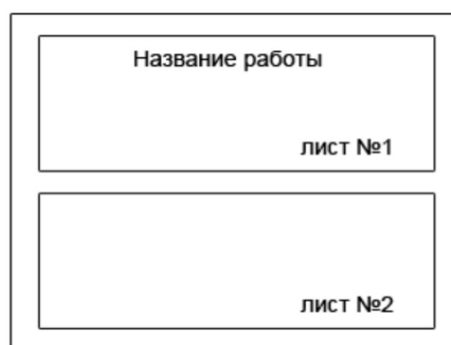 Название работы
лист №1
лист №2